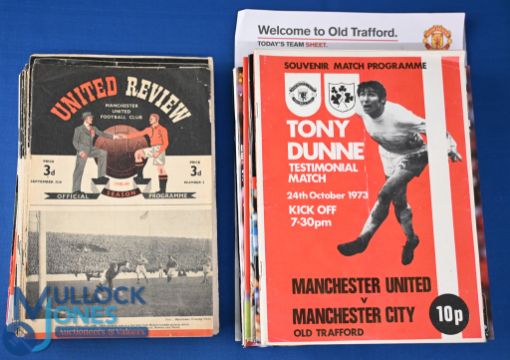 UNITED REVIEW
MANCHESTER
UNITED
FOOTBALL CLUB
PRICE
3d
PRICE
3d
NUMBER
OFFICIAL
SEASON
PROGRAMME
MULLOCK
JONES
Auctioneers & Valuers
Welcome to Old Trafford.
TODAY'S TEAM SHEET.
SOUVENIR MATCH PROGRAMME
TONY
DUNNE
TESTIMONIAL
MATCH
24th October 1973
KICK OFF
7-30pm
MANCHESTER UNITED
v
MANCHESTER CITY
OLD TRAFFORD
10p